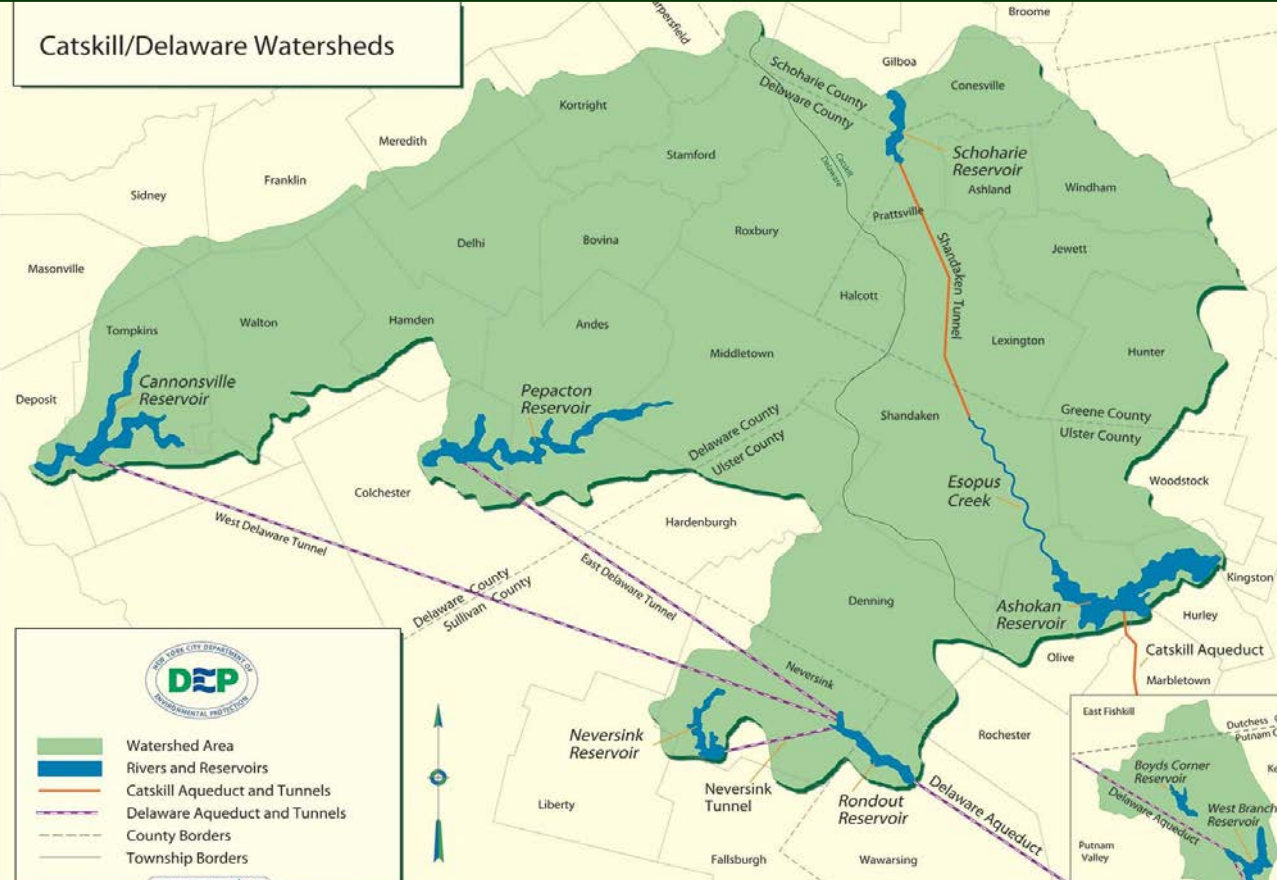 Catskill/Delaware Watersheds
Broome
Gilboa
Conesville
Schoharie County
Delaware County
Kortright
Meredith
Stamford
Schoharie
Reservoir
Ashland
Windham
Catskill
Delaware
Franklin
Sidney
Prattsville
Roxbury
Delhi
Bovina
Jewett
Shandaken Tunnel
Masonville
Halcott
Tompkins
Walton
Hamden
Andes
Lexington
Middletown
Hunter
Cannonsville
Reservoir
Deposit
Pepacton
Reservoir
Shandaken
Greene County
Ulster County
Delaware County
Ulster County
Esopus
Creek
Woodstock
Colchester
Hardenburgh
West Delaware Tunnel
East Delaware Tunnel
Delaware County
Sullivan County
Kingston
Denning
Ashokan
Reservoir
Hurley
Olive
Catskill Aqueduct
Marbletown
Neversink
East Fishkill
Dutchess
Putnam
Rochester
Neversink
Reservoir
Neversink
Tunnel
Rondout
Reservoir
Delaware Aqueduct
Liberty
Fallsburgh
Wawarsing
Boyds Corner
Reservoir
Delaware Aqueduct
West Branch
Reservoir
Putnam
Valley
NEW YORK CITY DEPARTMENT OF
DEP
ENVIRONMENTAL PROTECTION
Watershed Area
Rivers and Reservoirs
Catskill Aqueduct and Tunnels
Delaware Aqueduct and Tunnels
County Borders
Township Borders